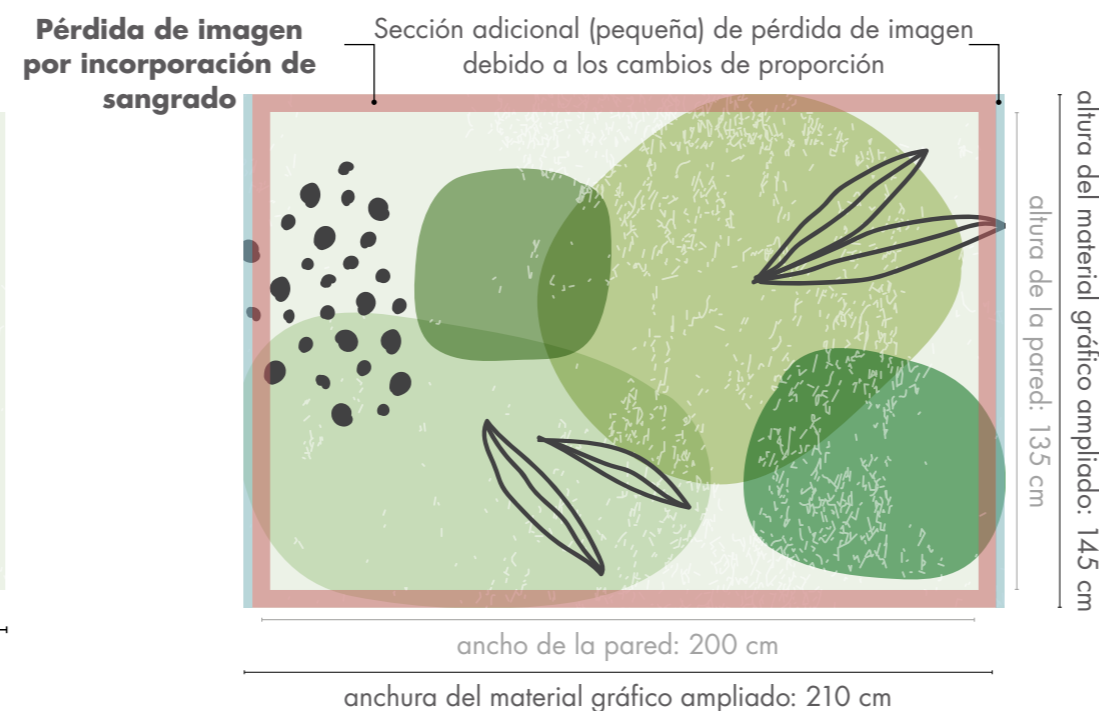 Pérdida de imagen
por incorporación de
sangrado
Sección adicional (pequeña) de pérdida de imagen
debido a los cambios de proporción
altura de la pared: 135 cm
altura del material gráfico ampliado: 145 cm
ancho de la pared: 200 cm
anchura del material gráfico ampliado: 210 cm